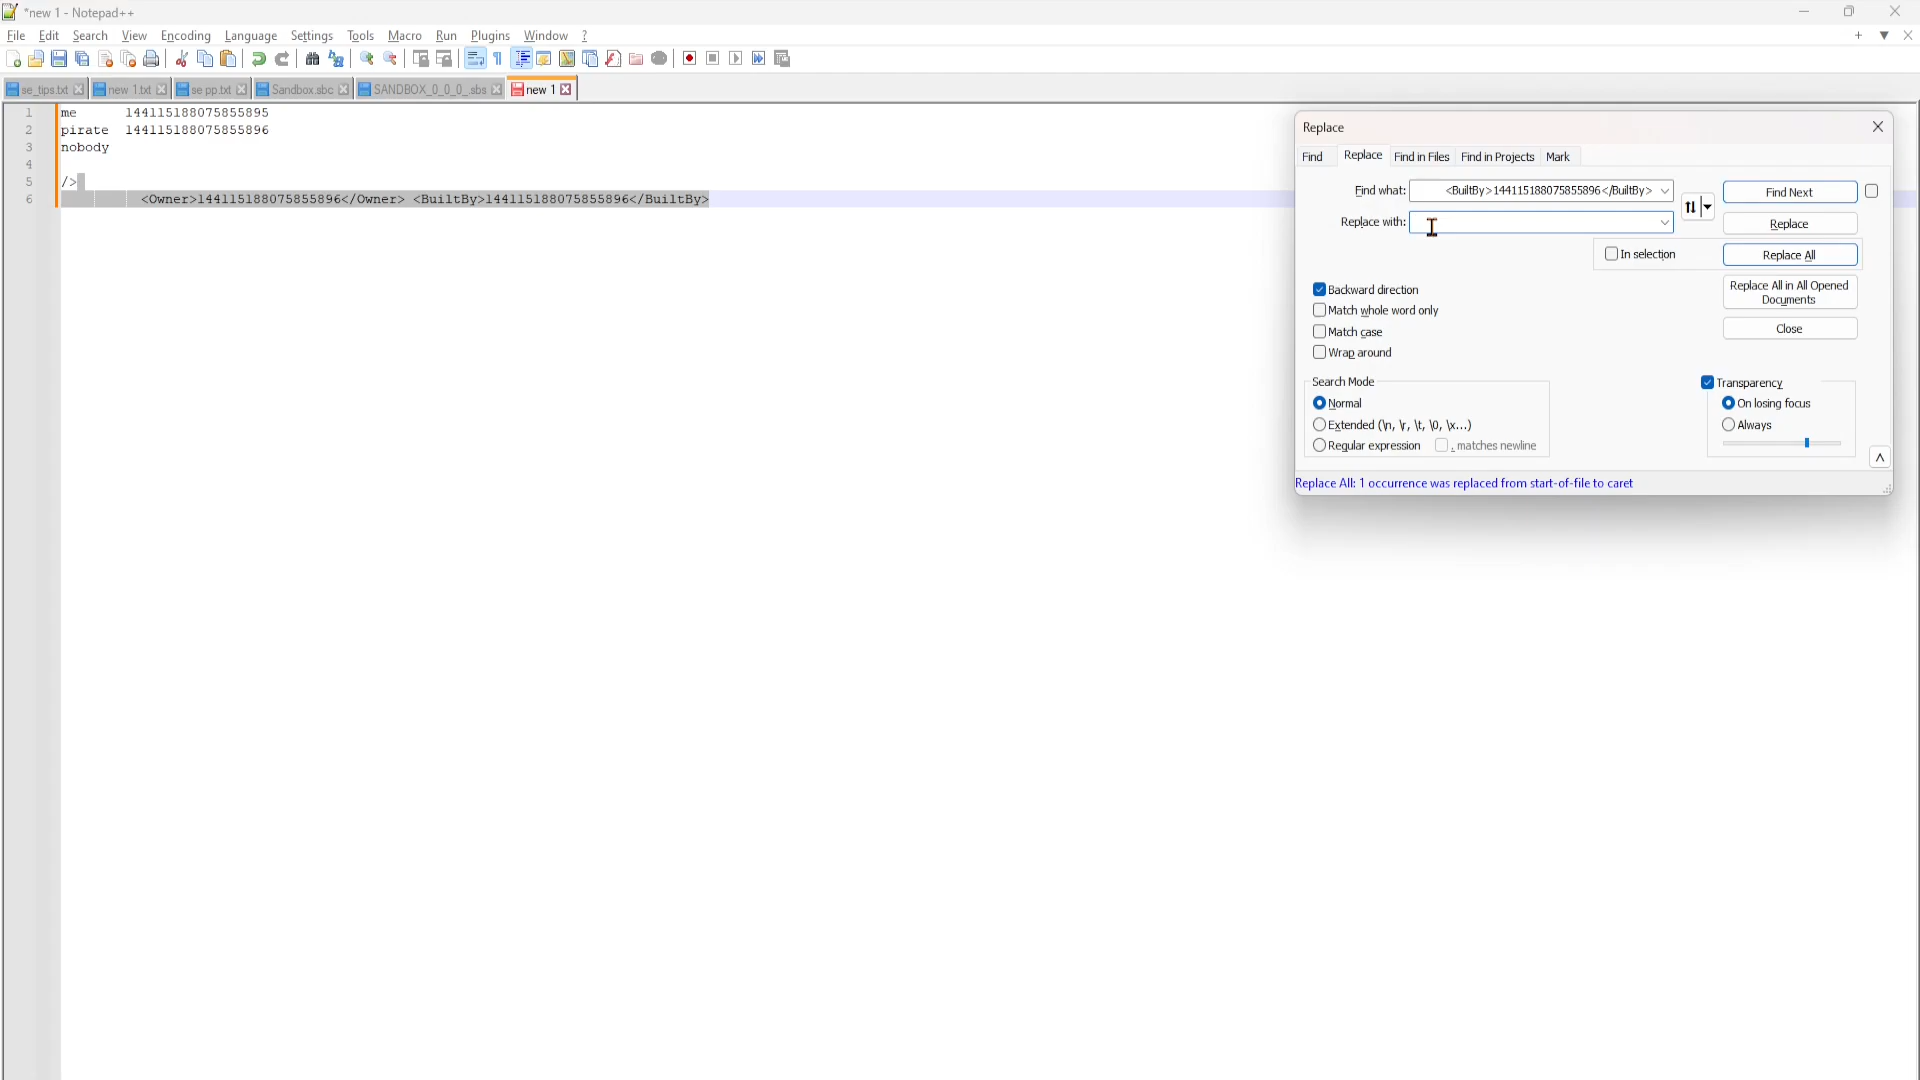 *new 1 - Notepad++
File Edit Search View Encoding Language Settings Tools Macro Run Plugins Window ?
se_tips.txt new 1.txt se pp.txt Sandbox.sbc SANDBOX_0_0_0_.sbs new 1
1 me 144115188075855895
2 pirate 144115188075855896
3 nobody
4
5 />
6 <Owner>144115188075855896</Owner> <BuiltBy>144115188075855896</BuiltBy>
Replace
Find Replace Find in Files Find in Projects Mark
Find what: <BuiltBy>144115188075855896</BuiltBy> Find Next
Replace with: Replace
In selection Replace All
Backward direction
Match whole word only
Match case
Wrap around
Replace All in All Opened
Documents
Close
Search Mode
Normal
Extended (\n, \r, \t, \0, \x...)
Regular expression . matches newline
Transparency
On losing focus
Always
Replace All: 1 occurrence was replaced from start-of-file to caret